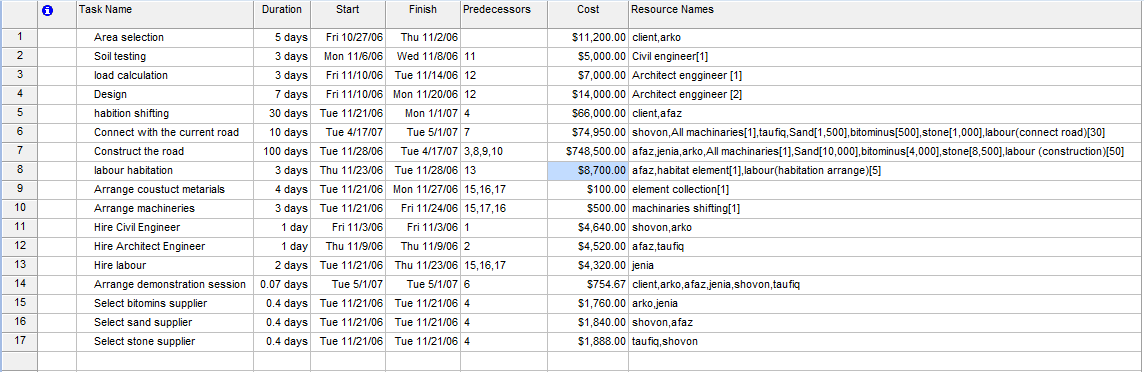 Task Name Duration Start Finish Predecessors Cost Resource Names
1 Area selection 5 days Fri 10/27/06 Thu 11/2/06 $11,200.00 client,arko
2 Soil testing 3 days Mon 11/6/06 Wed 11/8/06 11 $5,000.00 Civil engineer[1]
3 load calculation 3 days Fri 11/10/06 Tue 11/14/06 12 $7,000.00 Architect enggineer [1]
4 Design 7 days Fri 11/10/06 Mon 11/20/06 12 $14,000.00 Architect enggineer [2]
5 habition shifting 30 days Tue 11/21/06 Mon 1/1/07 4 $66,000.00 client,afaz
6 Connect with the current road 10 days Tue 4/17/07 Tue 5/1/07 7 $74,950.00 shovon,All machinaries[1],taufiq,Sand[1,500],bitominus[500],stone[1,000],labour(connect road)[30]
7 Construct the road 100 days Tue 11/28/06 Tue 4/17/07 3,8,9,10 $748,500.00 afaz,jenia,arko,All machinaries[1],Sand[10,000],bitominus[4,000],stone[8,500],labour (construction)[50]
8 labour habitation 3 days Thu 11/23/06 Tue 11/28/06 13 $8,700.00 afaz,habitat element[1],labour(habitation arrange)[5]
9 Arrange coustuct metarials 4 days Tue 11/21/06 Mon 11/27/06 15,16,17 $100.00 element collection[1]
10 Arrange machineries 3 days Tue 11/21/06 Fri 11/24/06 15,17,16 $500.00 machinaries shifting[1]
11 Hire Civil Engineer 1 day Fri 11/3/06 Fri 11/3/06 1 $4,640.00 shovon,arko
12 Hire Architect Engineer 1 day Thu 11/9/06 Thu 11/9/06 2 $4,520.00 afaz,taufiq
13 Hire labour 2 days Tue 11/21/06 Thu 11/23/06 15,16,17 $4,320.00 jenia
14 Arrange demonstration session 0.07 days Tue 5/1/07 Tue 5/1/07 6 $754.67 client,arko,afaz,jenia,shovon,taufiq
15 Select bitomins supplier 0.4 days Tue 11/21/06 Tue 11/21/06 4 $1,760.00 arko,jenia
16 Select sand supplier 0.4 days Tue 11/21/06 Tue 11/21/06 4 $1,840.00 shovon,afaz
17 Select stone supplier 0.4 days Tue 11/21/06 Tue 11/21/06 4 $1,888.00 taufiq,shovon